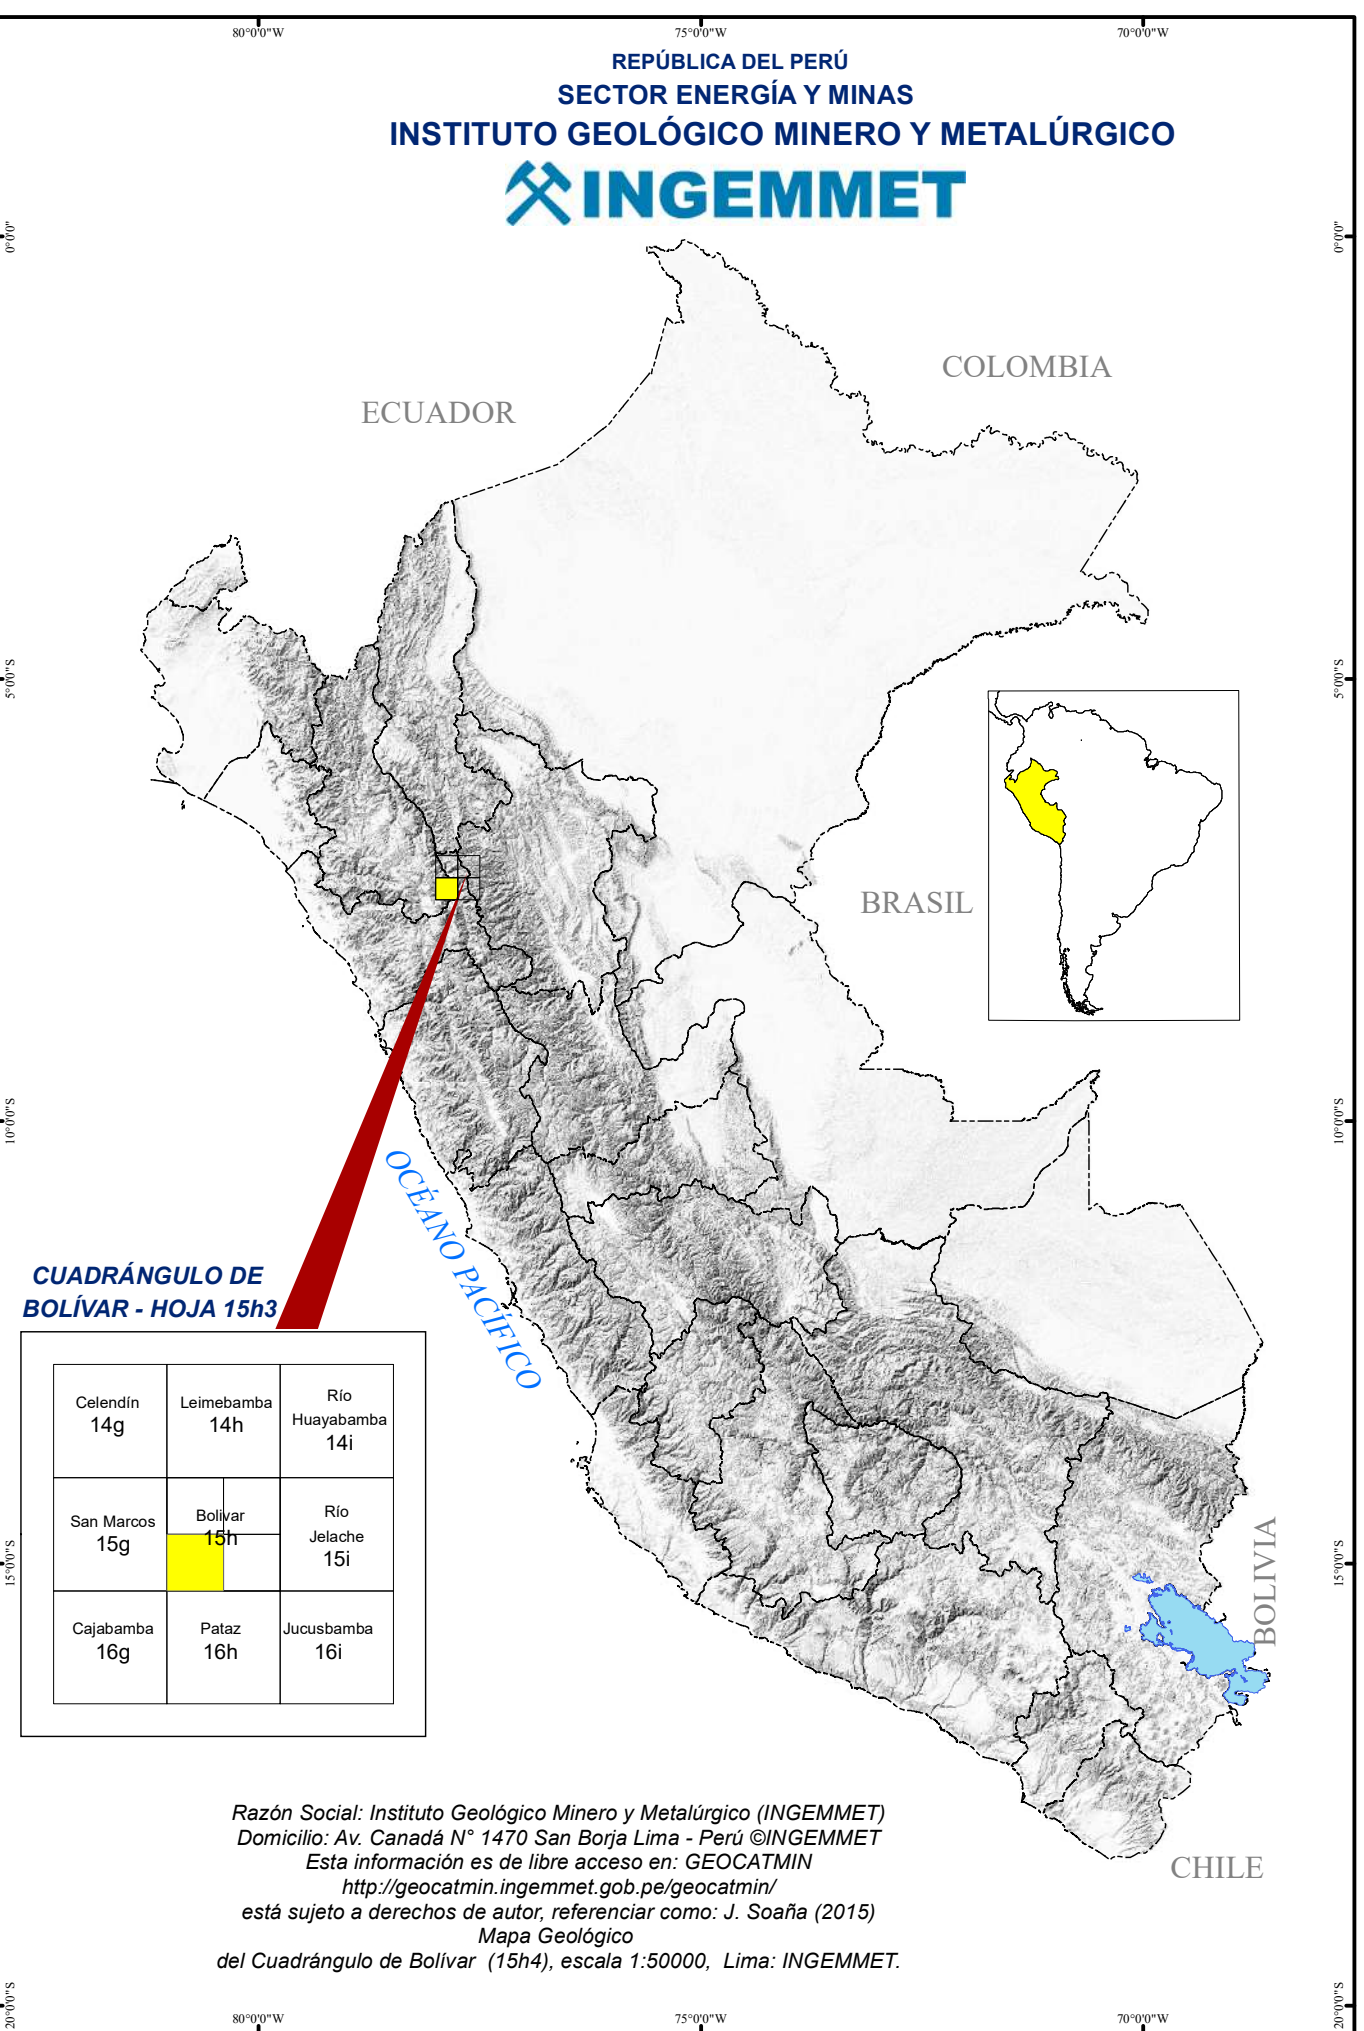 80°0'0"W
75°0'0"W
70°0'0"W
REPÚBLICA DEL PERÚ
SECTOR ENERGÍA Y MINAS
INSTITUTO GEOLÓGICO MINERO Y METALÚRGICO
INGEMMET
0°0'0"
0°0'0"
COLOMBIA
ECUADOR
5°0'0"S
5°0'0"S
BRASIL
10°0'0"S
10°0'0"S
OCÉANO PACÍFICO
CUADRÁNGULO DE
BOLÍVAR - HOJA 15h3
Celendín
14g
Leimebamba
14h
Río
Huayabamba
14i
San Marcos
15g
Bolivar
15h
Río
Jelache
15i
Cajabamba
16g
Pataz
16h
Jucusbamba
16i
15°0'0"S
15°0'0"S
BOLIVIA
CHILE
Razón Social: Instituto Geológico Minero y Metalúrgico (INGEMMET)
Domicilio: Av. Canadá N° 1470 San Borja Lima - Perú ©INGEMMET
Esta información es de libre acceso en: GEOCATMIN
http://geocatmin.ingemmet.gob.pe/geocatmin/
está sujeto a derechos de autor, referenciar como: J. Soaña (2015)
Mapa Geológico
del Cuadrángulo de Bolívar (15h4), escala 1:50000, Lima: INGEMMET.
20°0'0"S
20°0'0"S
80°0'0"W
75°0'0"W
70°0'0"W